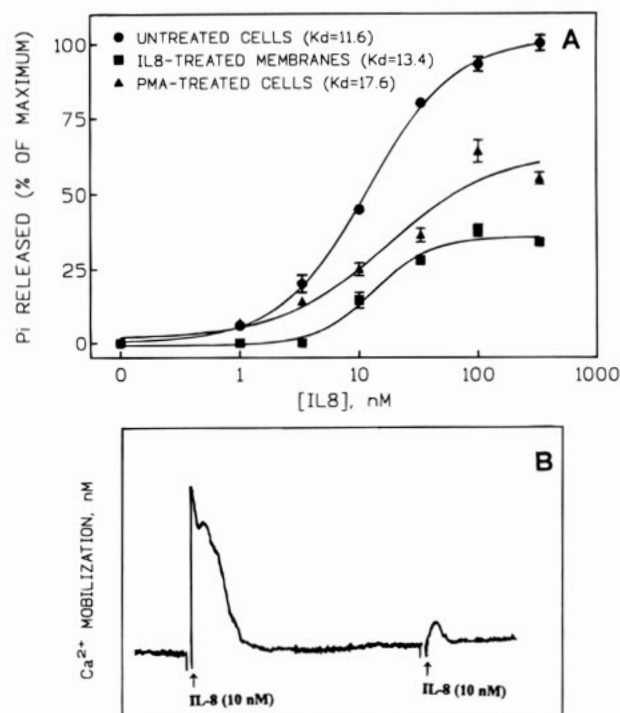 A
UNTREATED CELLS (Kd=11.6)
IL8-TREATED MEMBRANES (Kd=13.4)
PMA-TREATED CELLS (Kd=17.6)
Pi RELEASED (% OF MAXIMUM)
100
75
50
25
0
0 1 10 100 1000
[IL8], nM
B
Ca²⁺ MOBILIZATION, nM
IL-8 (10 nM)
IL-8 (10 nM)